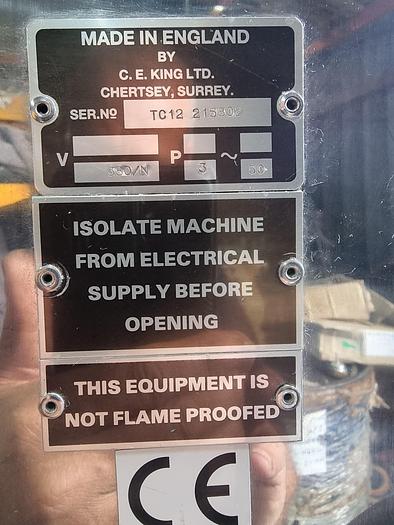 MADE IN ENGLAND
BY
C. E. KING LTD.
CHERTSEY, SURREY.
SER.Nº TC12
V P ~
3 50
ISOLATE MACHINE
FROM ELECTRICAL
SUPPLY BEFORE
OPENING
THIS EQUIPMENT IS
NOT FLAME PROOFED
CE